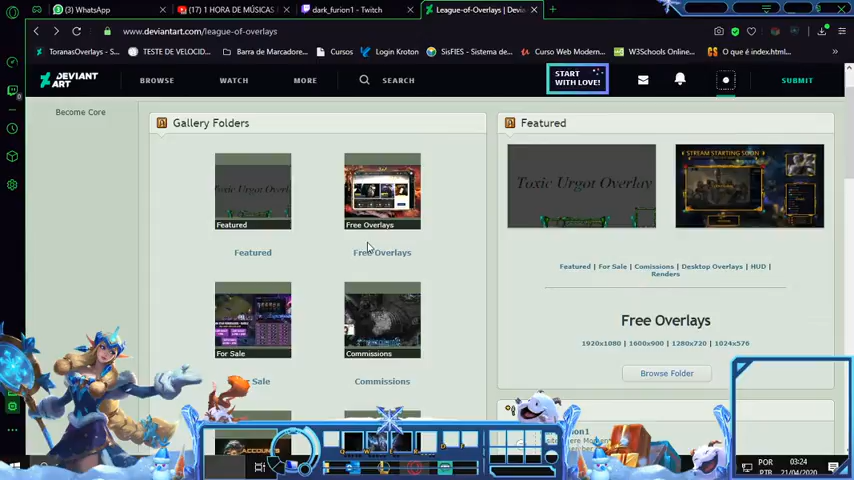 (3) WhatsApp
(17) 1 HORA DE MÚSICAS
dark_furion1 - Twitch
League-of-Overlays | Devi
www.deviantart.com/league-of-overlays
ToranasOverlays - S
TESTE DE VELOCID...
Barra de Marcador...
Cursos
Login Kroton
SisFIES - Sistema de...
Curso Web Modern...
W3Schools Online...
O que é index.html...
DEVIANT ART
BROWSE
WATCH
MORE
SEARCH
START WITH LOVE!
SUBMIT
Become Core
Gallery Folders
Featured
Toxic Urgot Overlay
Featured
Free Overlays
Toxic Urgot Overlay
STREAM STARTING SOON
Featured
Free Overlays
Featured | For Sale | Comissions | Desktop Overlays | HUD | Renders
Free Overlays
1920x1080 | 1600x900 | 1280x720 | 1024x576
Browse Folder
Commissions
Sale
Commissions
POR
PTB
03:24
21/04/2020